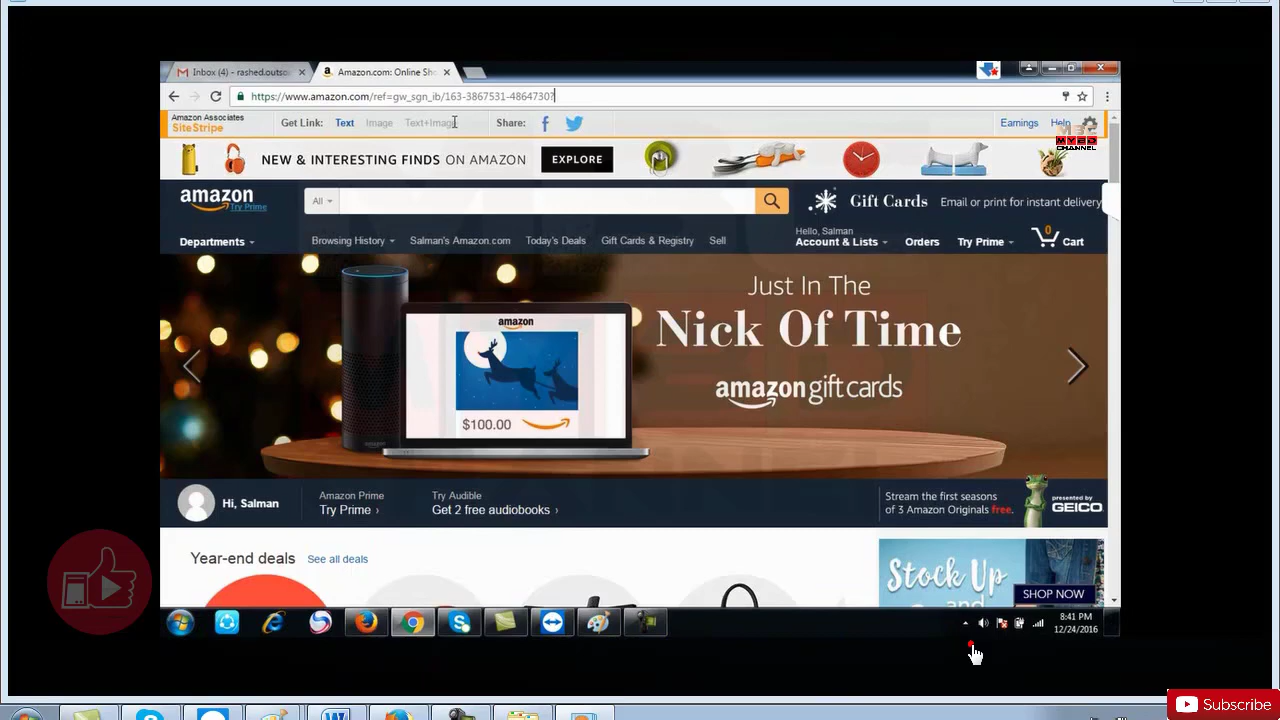 Inbox (4) - rashed.outso
Amazon.com: Online Sho
https://www.amazon.com/ref=gw_sgn_ib/163-3867531-4864730?
Amazon Associates
SiteStripe
Get Link: Text Image Text+Image
Share:
Earnings Help
NEW & INTERESTING FINDS ON AMAZON EXPLORE
CHANNEL
amazon
Try Prime
All
Gift Cards Email or print for instant delivery
Departments
Browsing History Salman's Amazon.com Today's Deals Gift Cards & Registry Sell
Hello, Salman
Account & Lists Orders Try Prime 0 Cart
Just In The
Nick Of Time
amazon gift cards
amazon
$100.00
amazon
Hi, Salman
Amazon Prime
Try Prime ›
Try Audible
Get 2 free audiobooks ›
Stream the first seasons
of 3 Amazon Originals free.
presented by
GEICO
Year-end deals See all deals
Stock Up
and
SHOP NOW
8:41 PM
12/24/2016
Subscribe